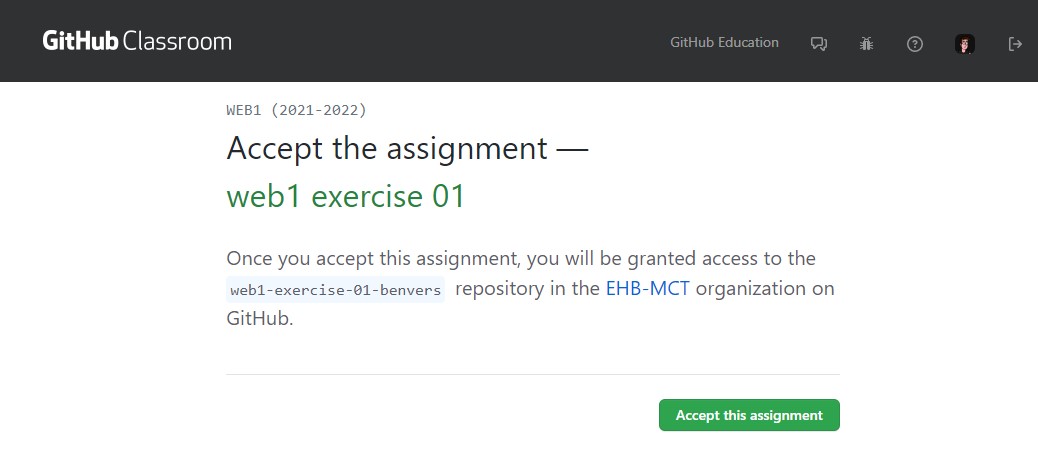 GitHub Classroom
GitHub Education
WEB1 (2021-2022)
Accept the assignment —
web1 exercise 01
Once you accept this assignment, you will be granted access to the
web1-exercise-01-benvers repository in the EHB-MCT organization on
GitHub.
Accept this assignment